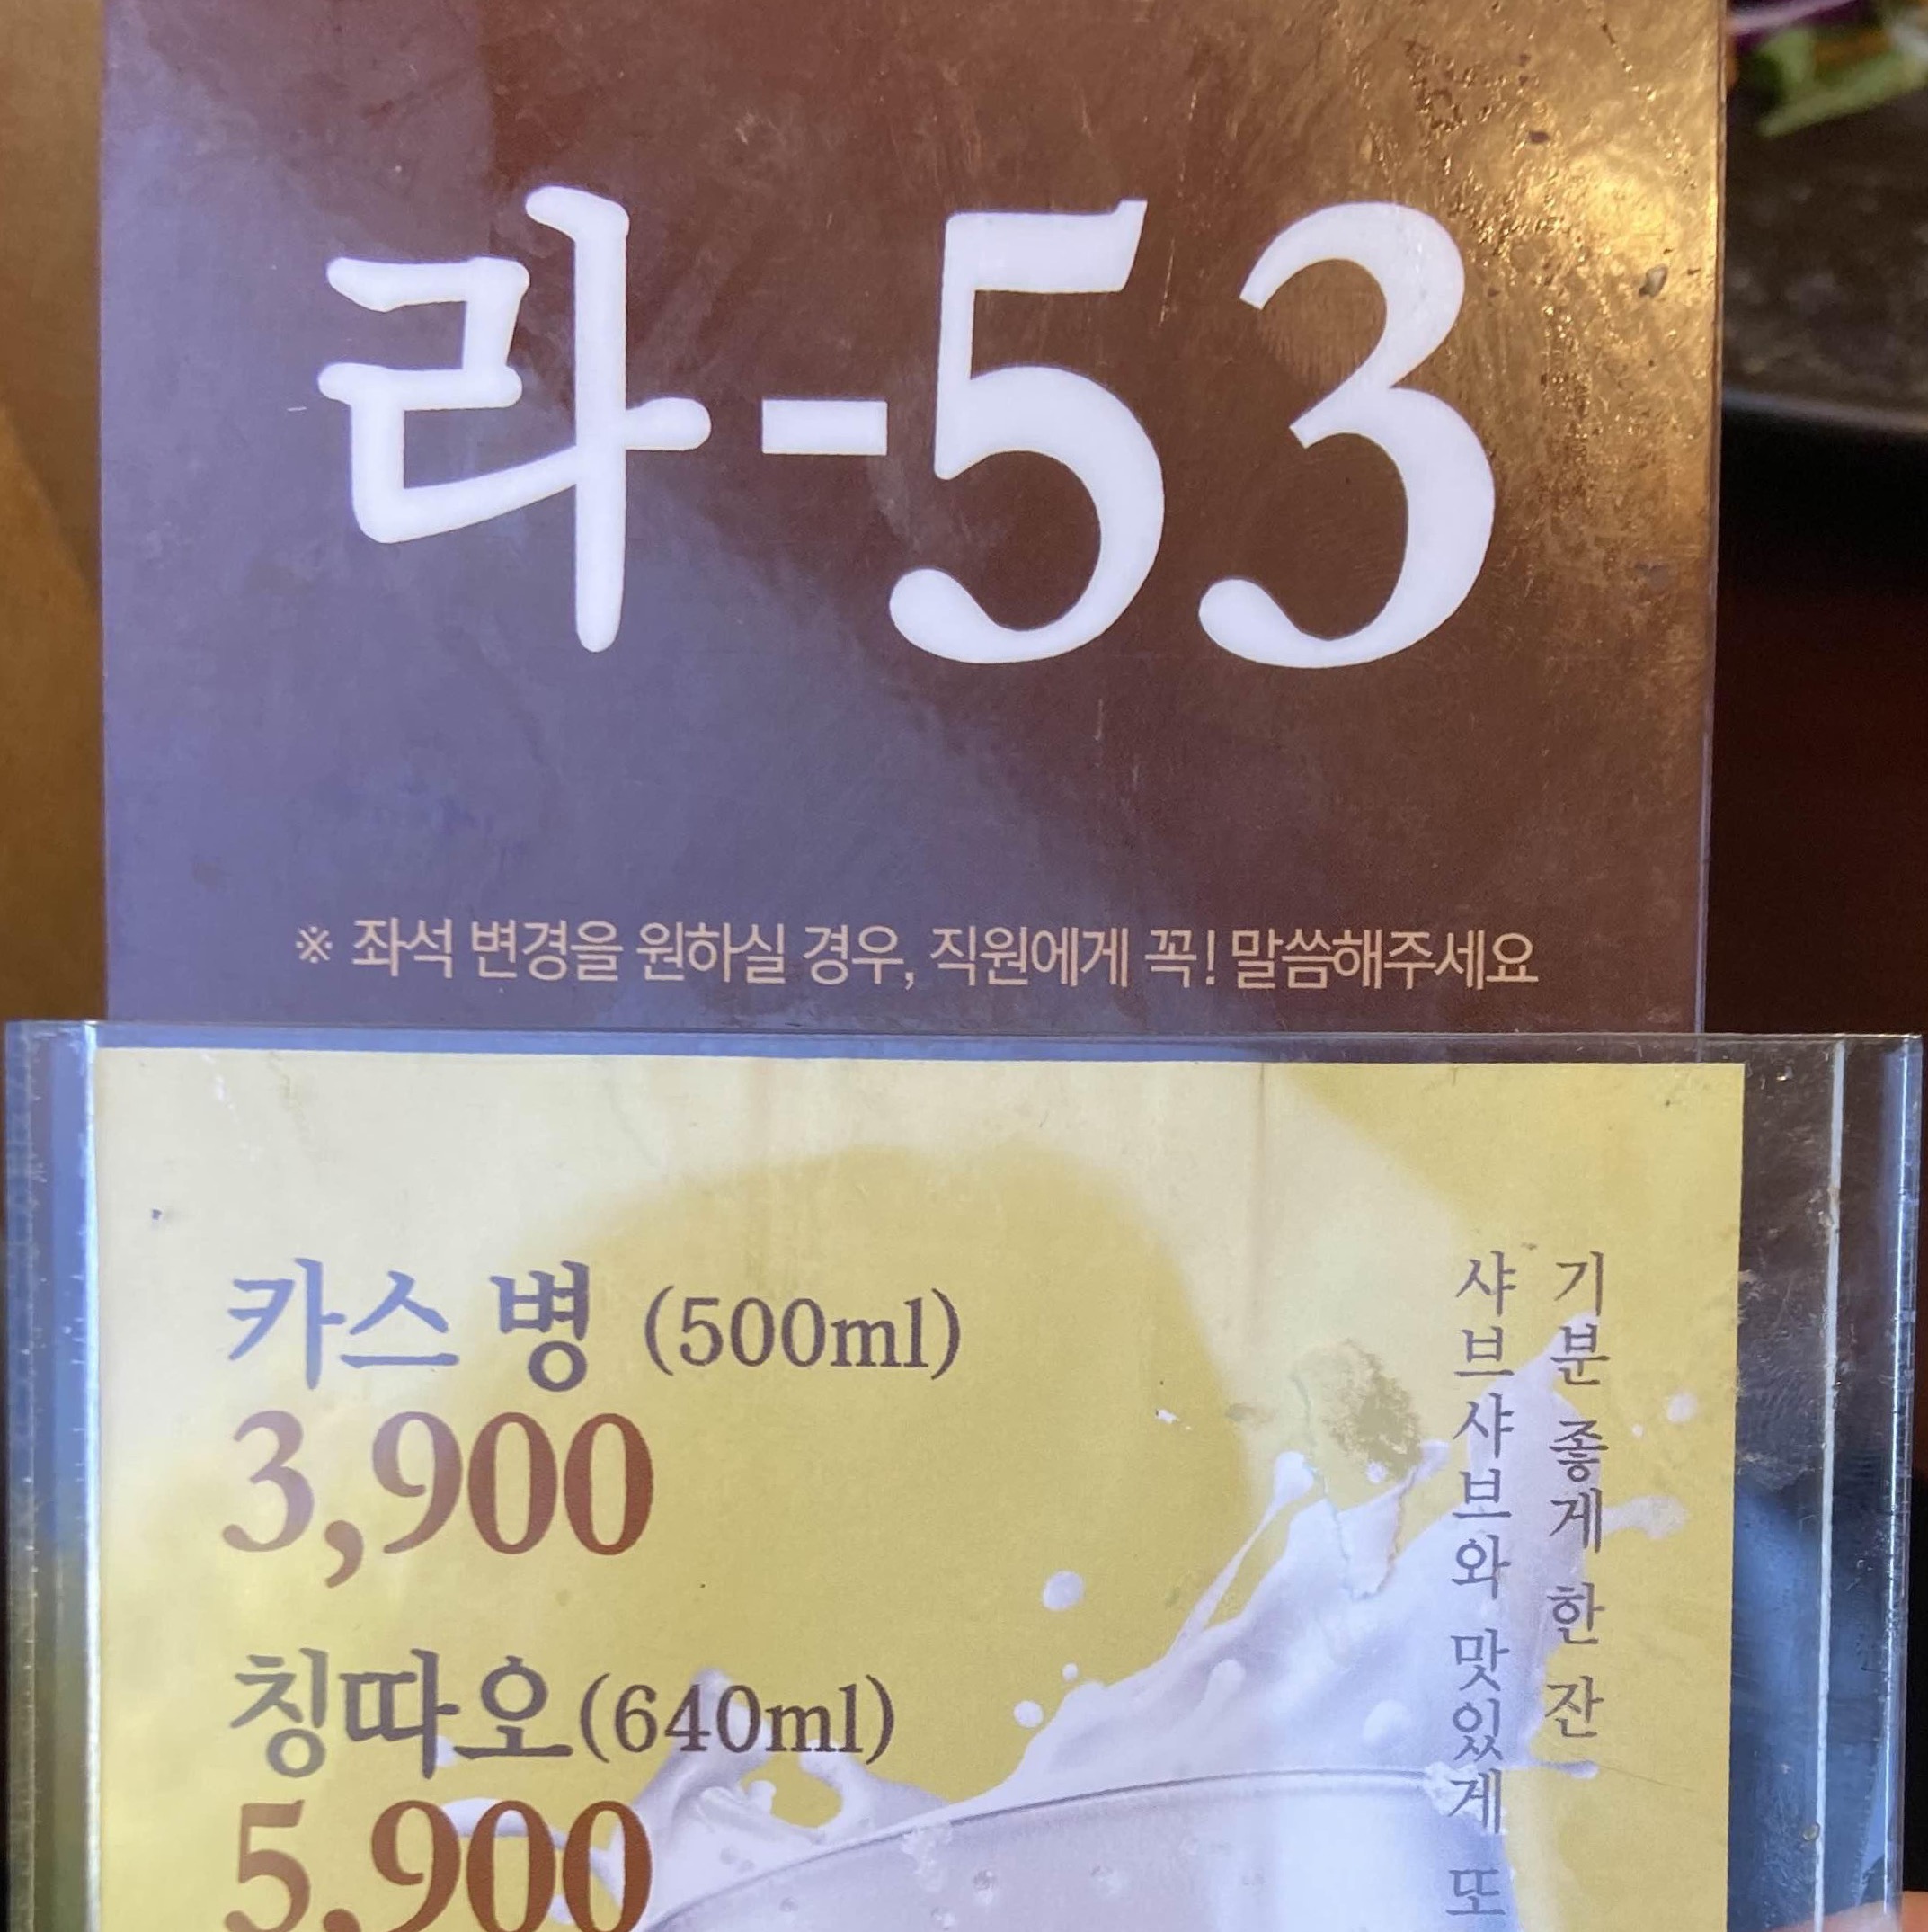 라-53
※ 좌석 변경을 원하실 경우, 직원에게 꼭! 말씀해주세요
카스 병 (500ml)
3,900
칭따오(640ml)
5,900
기분 좋게 한 잔
샤브샤브와 맛있게 또